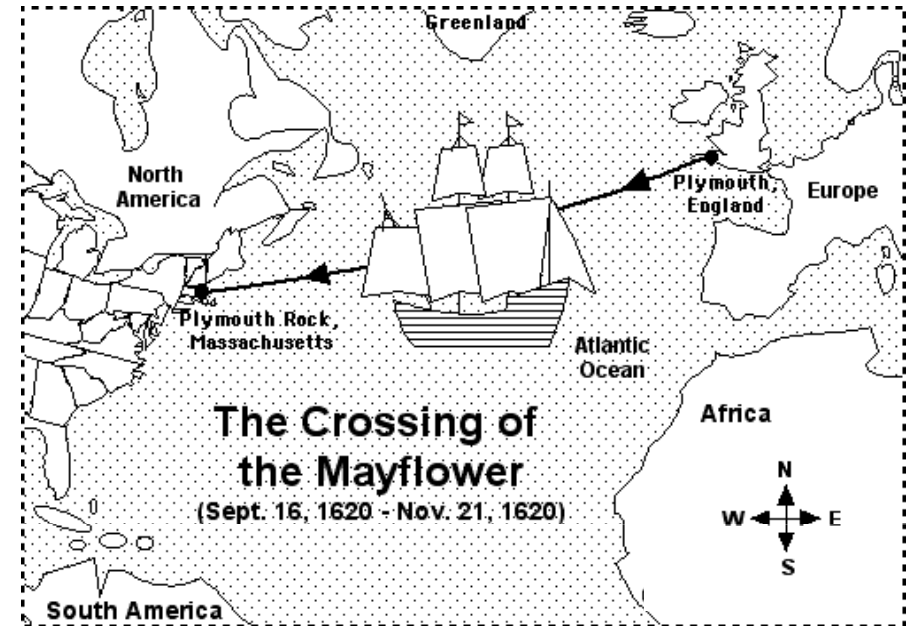 Greenland
North
America
Plymouth,
England
Europe
Plymouth Rock,
Massachusetts
Atlantic
Ocean
The Crossing of
the Mayflower
(Sept. 16, 1620 - Nov. 21, 1620)
Africa
N
W E
S
South America